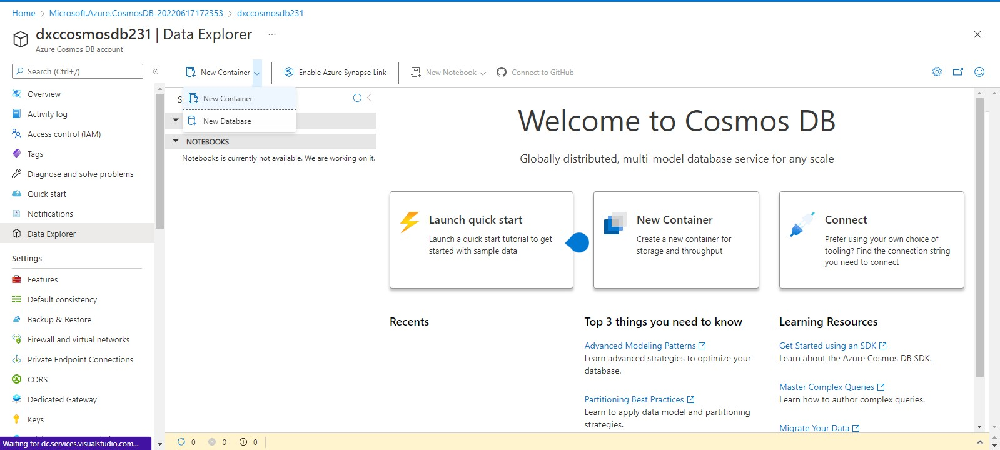 Home > Microsoft.Azure.CosmosDB-20220617172353 > dxccosmosdb231
dxccosmosdb231 | Data Explorer ...
Azure Cosmos DB account
Search (Ctrl+/)
«
New Container
Enable Azure Synapse Link
New Notebook
Connect to GitHub
Overview
Activity log
Access control (IAM)
Tags
Diagnose and solve problems
Quick start
Notifications
Data Explorer
Settings
Features
Default consistency
Backup & Restore
Firewall and virtual networks
Private Endpoint Connections
CORS
Dedicated Gateway
Keys
Waiting for dc.services.visualstudio.com...
New Container
New Database
NOTEBOOKS
Notebooks is currently not available. We are working on it.
Welcome to Cosmos DB
Globally distributed, multi-model database service for any scale
Launch quick start
Launch a quick start tutorial to get
started with sample data
New Container
Create a new container for
storage and throughput
Connect
Prefer using your own choice of
tooling? Find the connection string
you need to connect
Recents
Top 3 things you need to know
Advanced Modeling Patterns
Learn advanced strategies to optimize your
database.
Partitioning Best Practices
Learn to apply data model and partitioning
strategies.
Learning Resources
Get Started using an SDK
Learn about the Azure Cosmos DB SDK.
Master Complex Queries
Learn how to author complex queries.
Migrate Your Data
0 0 0